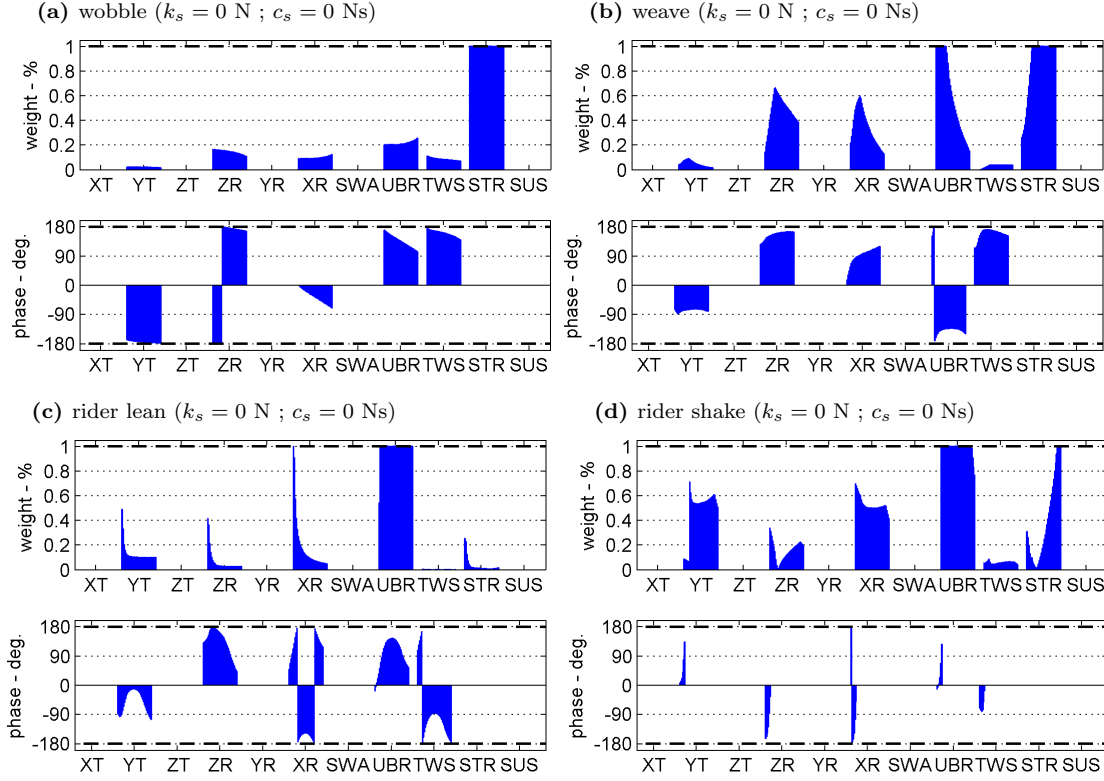 (a) wobble (k_s = 0 N ; c_s = 0 Ns)
weight - %
1
0.8
0.6
0.4
0.2
0
XT YT ZT ZR YR XR SWA UBR TWS STR SUS
phase - deg.
180
90
0
-90
-180
XT YT ZT ZR YR XR SWA UBR TWS STR SUS
(b) weave (k_s = 0 N ; c_s = 0 Ns)
weight - %
1
0.8
0.6
0.4
0.2
0
XT YT ZT ZR YR XR SWA UBR TWS STR SUS
phase - deg.
180
90
0
-90
-180
XT YT ZT ZR YR XR SWA UBR TWS STR SUS
(c) rider lean (k_s = 0 N ; c_s = 0 Ns)
weight - %
1
0.8
0.6
0.4
0.2
0
XT YT ZT ZR YR XR SWA UBR TWS STR SUS
phase - deg.
180
90
0
-90
-180
XT YT ZT ZR YR XR SWA UBR TWS STR SUS
(d) rider shake (k_s = 0 N ; c_s = 0 Ns)
weight - %
1
0.8
0.6
0.4
0.2
0
XT YT ZT ZR YR XR SWA UBR TWS STR SUS
phase - deg.
180
90
0
-90
-180
XT YT ZT ZR YR XR SWA UBR TWS STR SUS